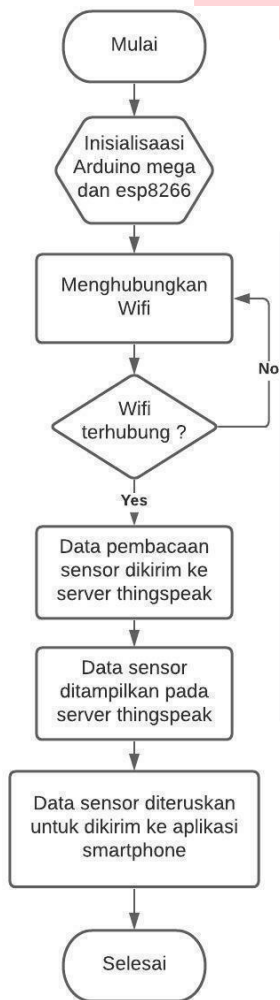 Mulai
Inisialisaasi
Arduino mega
dan esp8266
Menghubungkan
Wifi
Wifi
terhubung ?
No
Yes
Data pembacaan
sensor dikirim ke
server thingspeak
Data sensor
ditampilkan pada
server thingspeak
Data sensor diteruskan
untuk dikirim ke aplikasi
smartphone
Selesai